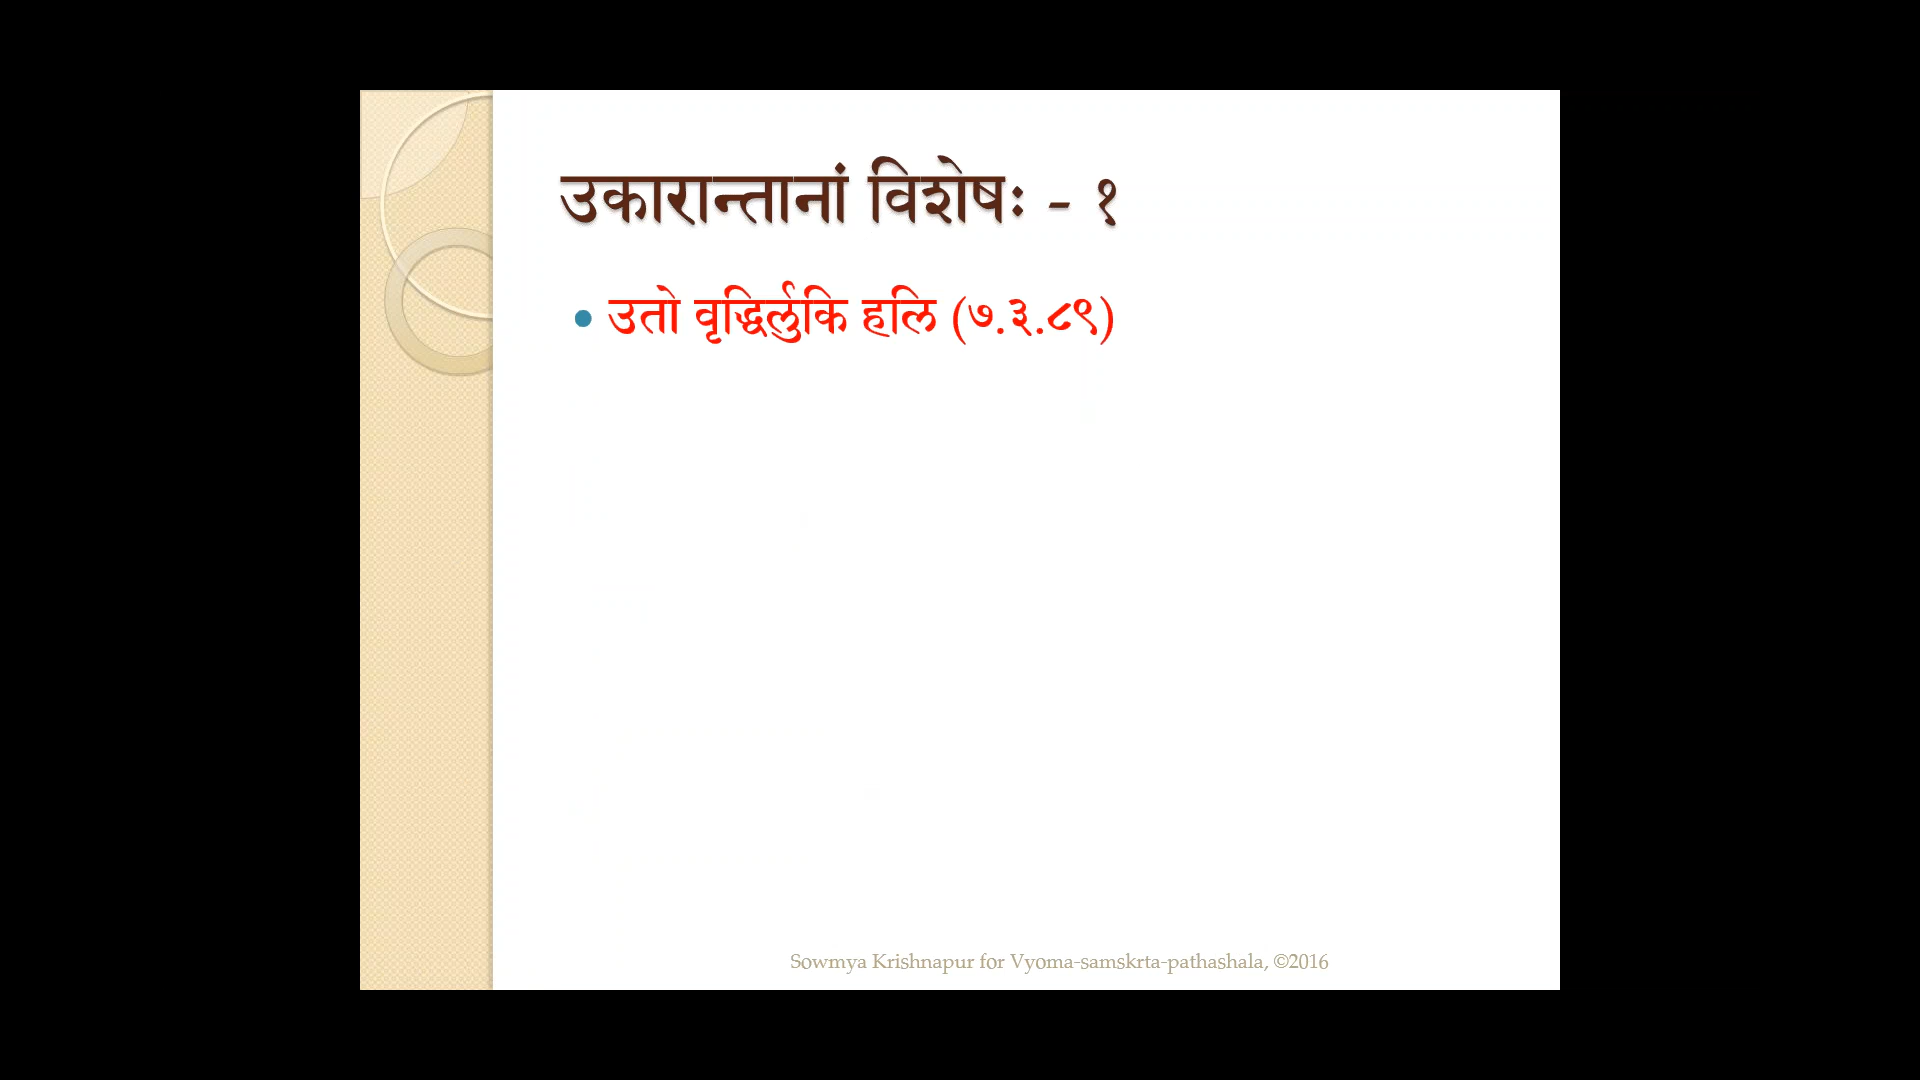 उकारान्तानां विशेषः - १
• उतो वृद्धिर्लुकि हलि (७.३.८९)
Sowmya Krishnapur for Vyoma-samskrta-pathashala, ©2016